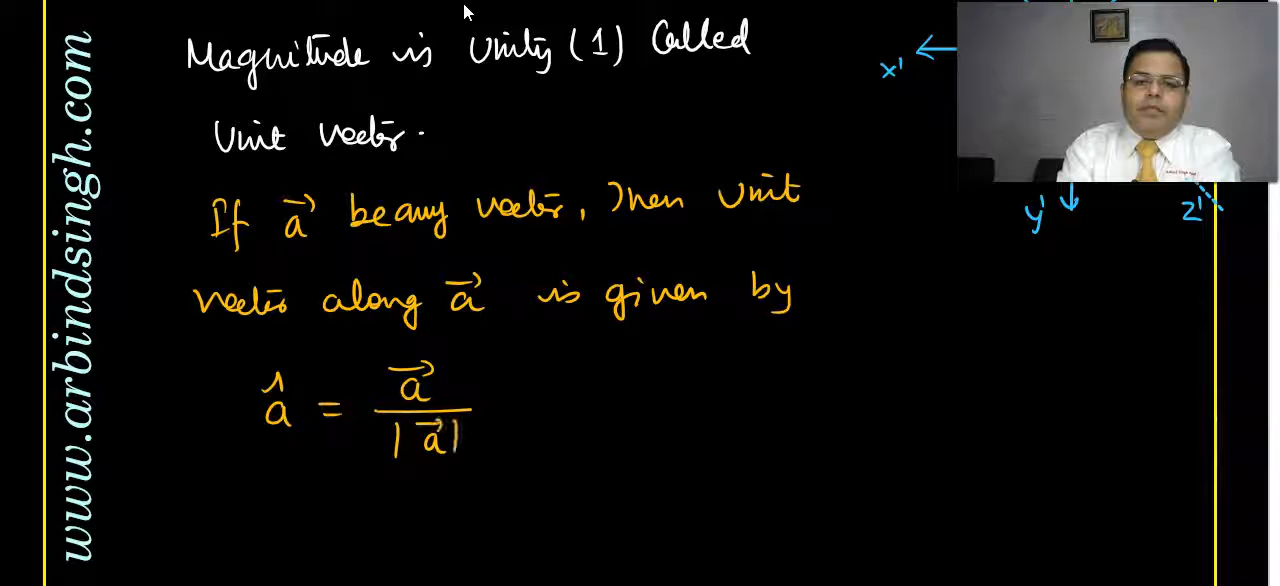 www.arbindsingh.com
Magnitude is Unity (1) Called
Unit vector.
If a⃗ be any vector, Then Unit
vector along a⃗ is given by
â = a⃗ / |a⃗|
x'
y'
z'